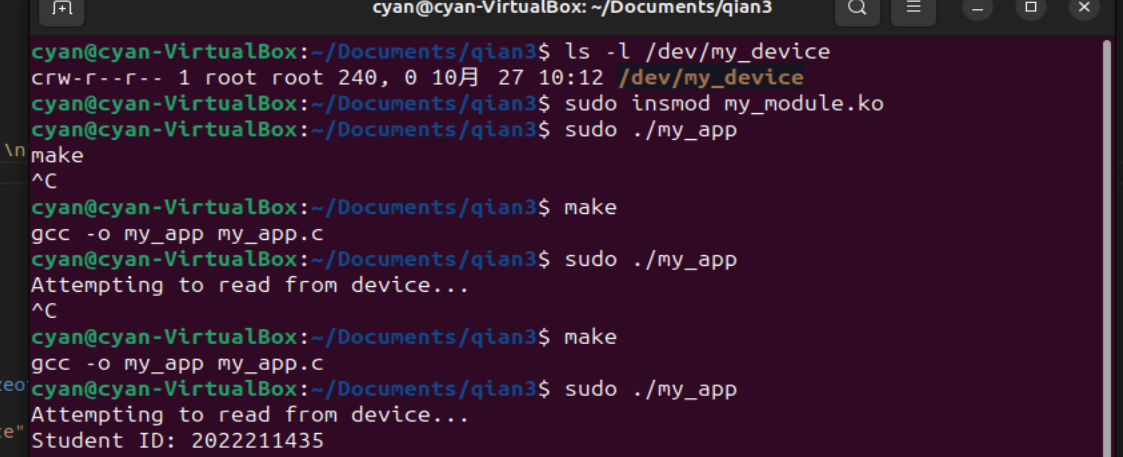 cyan@cyan-VirtualBox: ~/Documents/qian3
cyan@cyan-VirtualBox:~/Documents/qian3$ ls -l /dev/my_device
crw-r--r-- 1 root root 240, 0 10月 27 10:12 /dev/my_device
cyan@cyan-VirtualBox:~/Documents/qian3$ sudo insmod my_module.ko
cyan@cyan-VirtualBox:~/Documents/qian3$ sudo ./my_app
\n
make
^C
cyan@cyan-VirtualBox:~/Documents/qian3$ make
gcc -o my_app my_app.c
cyan@cyan-VirtualBox:~/Documents/qian3$ sudo ./my_app
Attempting to read from device...
^C
cyan@cyan-VirtualBox:~/Documents/qian3$ make
gcc -o my_app my_app.c
cyan@cyan-VirtualBox:~/Documents/qian3$ sudo ./my_app
Attempting to read from device...
Student ID: 2022211435